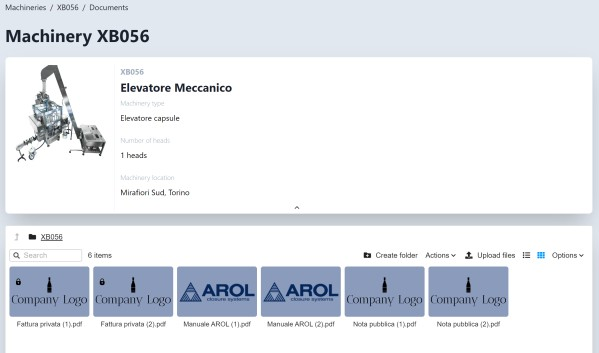 Machineries / XB056 / Documents
Machinery XB056
XB056
Elevatore Meccanico
Machinery type
Elevatore capsule
Number of heads
1 heads
Machinery location
Mirafiori Sud, Torino
XB056
Search
6 items
Create folder
Actions
Upload files
Options
Company Logo
Company Logo
AROL
closure systems
AROL
closure systems
Company Logo
Company Logo
Fattura privata (1).pdf
Fattura privata (2).pdf
Manuale AROL (1).pdf
Manuale AROL (2).pdf
Nota pubblica (1).pdf
Nota pubblica (2).pdf